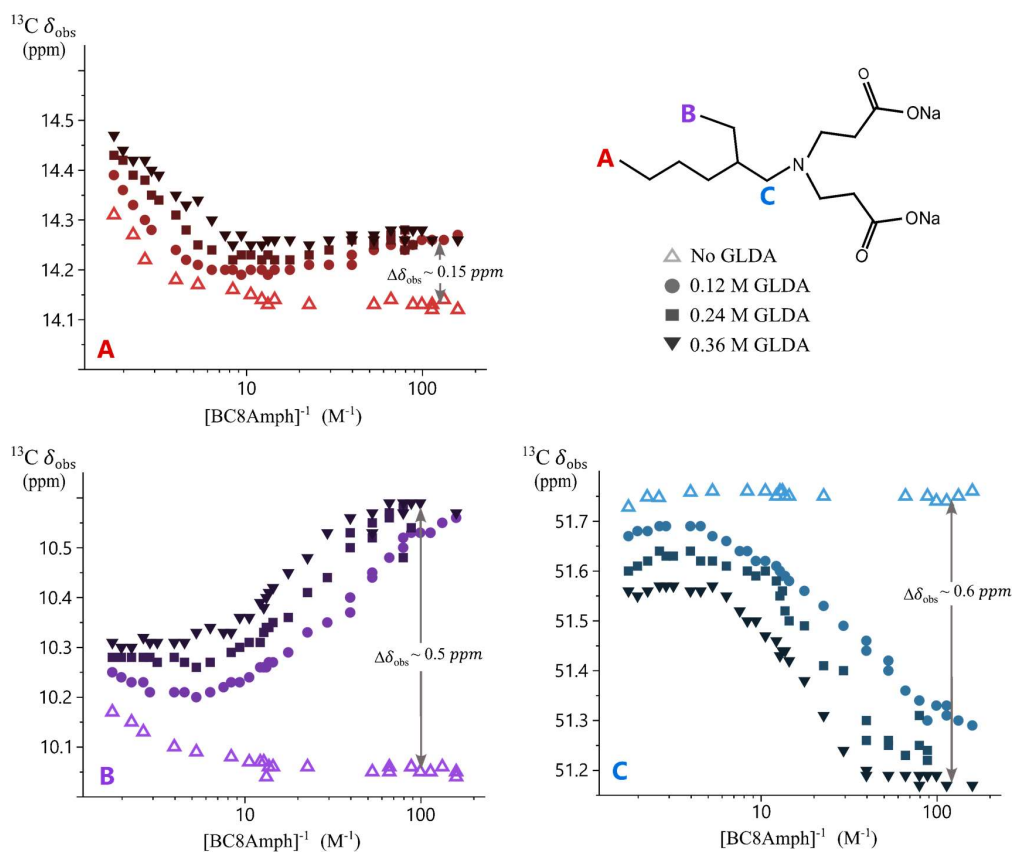 ¹³C δobs
(ppm)
14.5
14.4
14.3
14.2
14.1
Δδobs ~ 0.15 ppm
A
10
100
[BC8Amph]⁻¹ (M⁻¹)
O
B
ONa
A
N
C
ONa
O
No GLDA
0.12 M GLDA
0.24 M GLDA
0.36 M GLDA
¹³C δobs
(ppm)
10.5
10.4
10.3
10.2
10.1
Δδobs ~ 0.5 ppm
B
10
100
[BC8Amph]⁻¹ (M⁻¹)
¹³C δobs
(ppm)
51.7
51.6
51.5
51.4
51.3
51.2
Δδobs ~ 0.6 ppm
C
10
100
[BC8Amph]⁻¹ (M⁻¹)